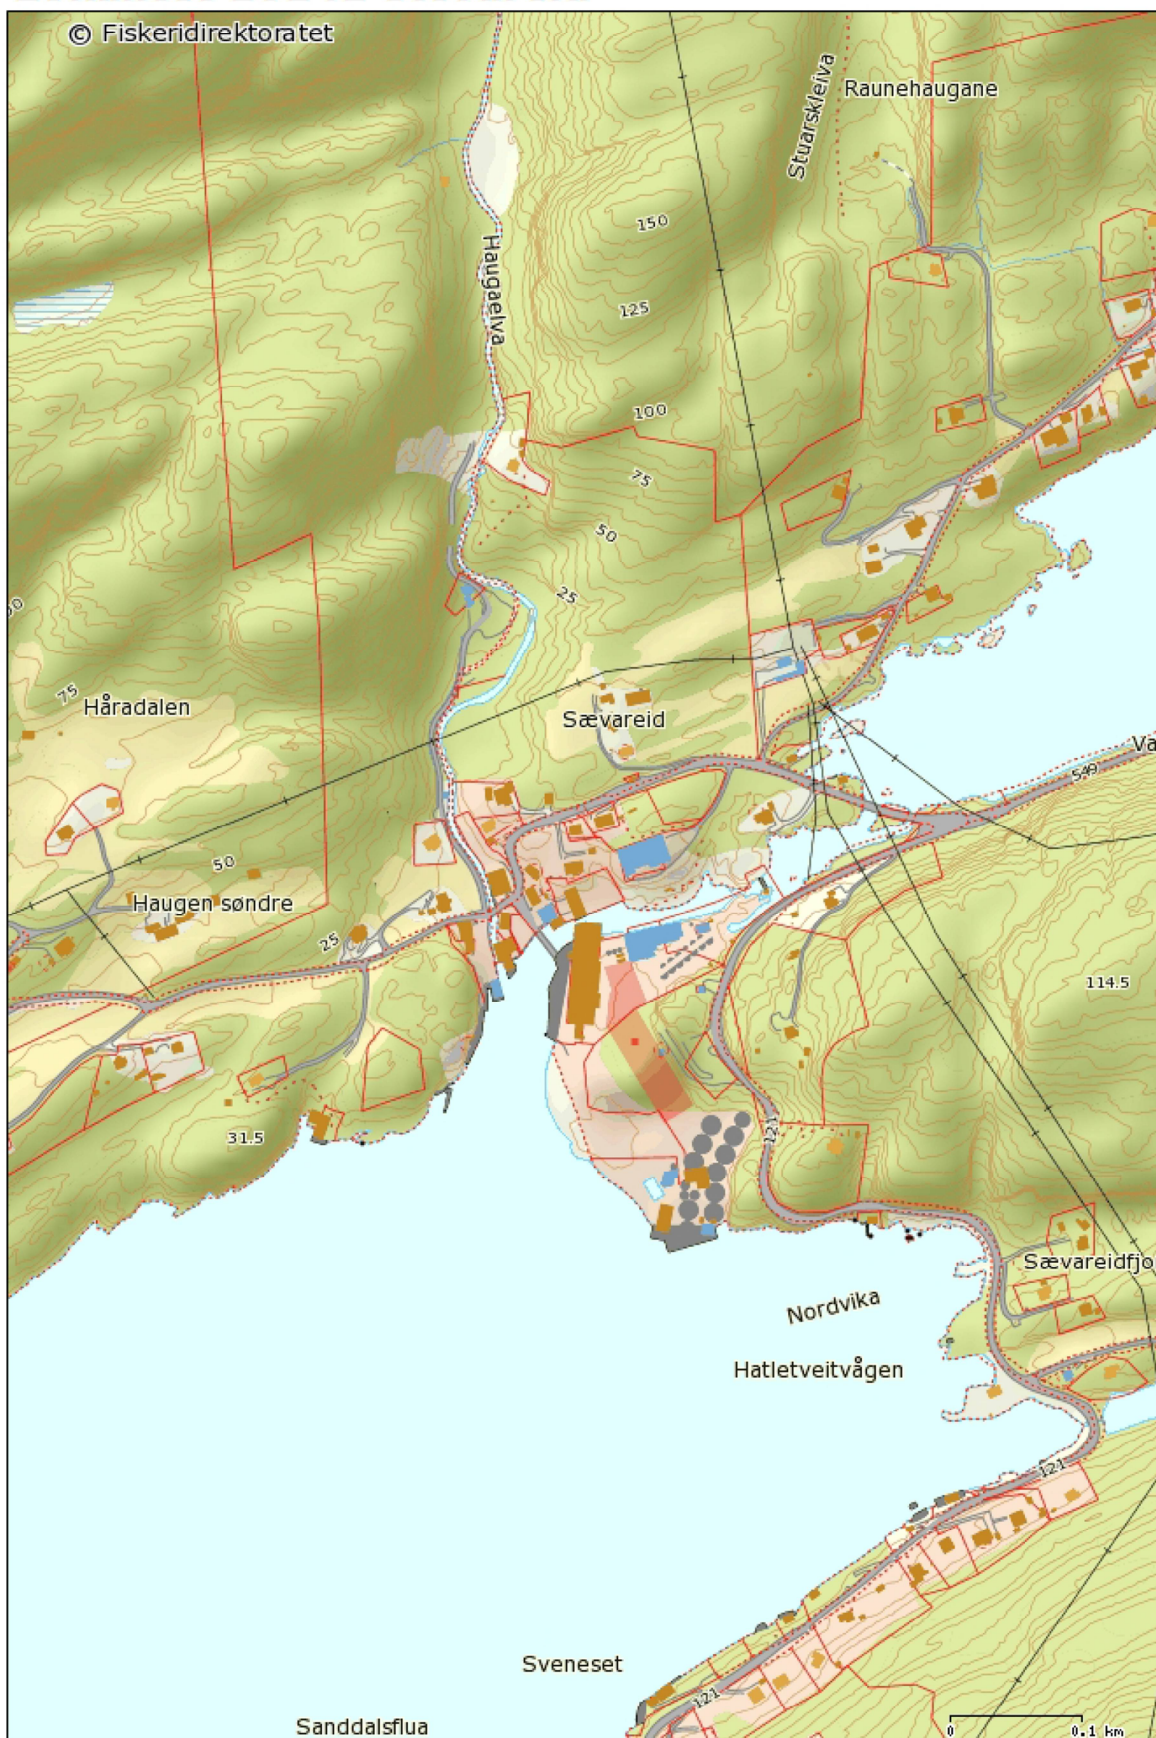 © Fiskeridirektoratet
Stuarskleiva
Raunehaugane
Haugaelva
150
125
100
75
50
25
75
Håradalen
Sævareid
549
50
Haugen søndre
25
114.5
31.5
121
Sævareidfjo
Nordvika
Hatletveitvågen
121
Sveneset
121
Sanddalsflua
0 0.1 km